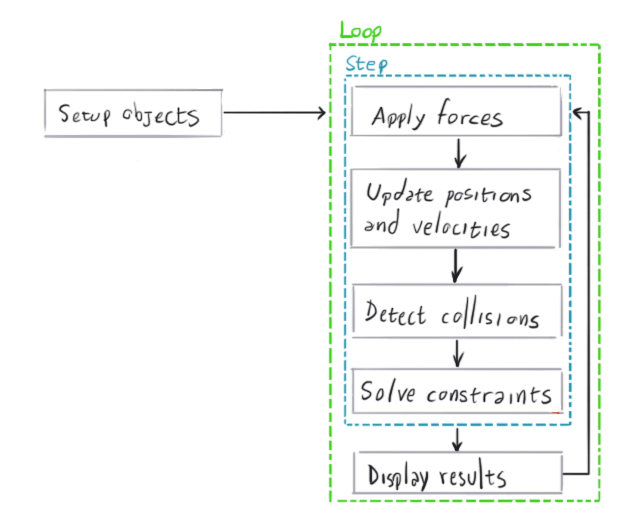 Loop
Step
Setup objects
Apply forces
Update positions
and velocities
Detect collisions
Solve constraints
Display results